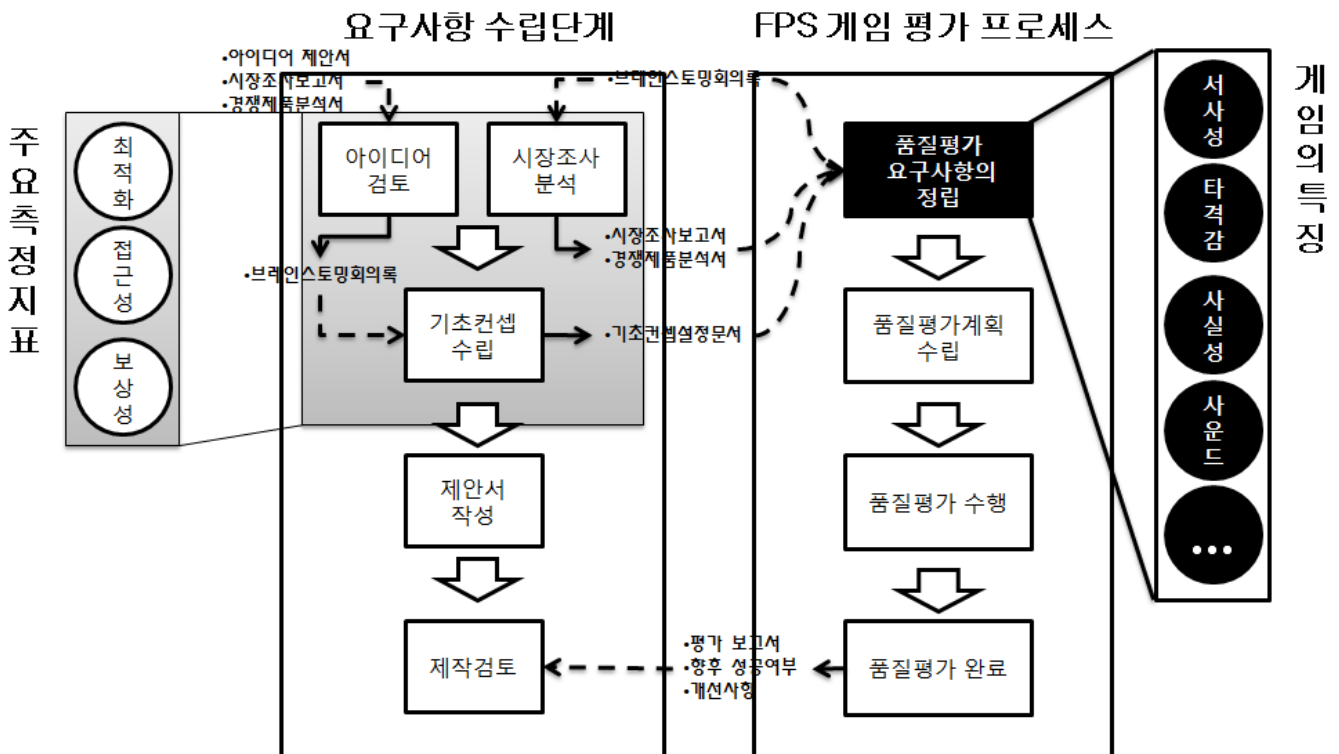 요구사항 수립단계
FPS 게임 평가 프로세스
•아이디어 제안서
•시장조사보고서
•경쟁제품분석서
•브레인스토밍회의록
주요측정지표
최적화
접근성
보상성
아이디어
검토
시장조사
분석
•브레인스토밍회의록
•시장조사보고서
•경쟁제품분석서
기초컨셉
수립
•기초컨셉설정문서
제안서
작성
제작검토
품질평가
요구사항의
정립
품질평가계획
수립
품질평가 수행
품질평가 완료
•평가 보고서
•향후 성공여부
•개선사항
게임의특징
서사성
타격감
사실성
사운드
...